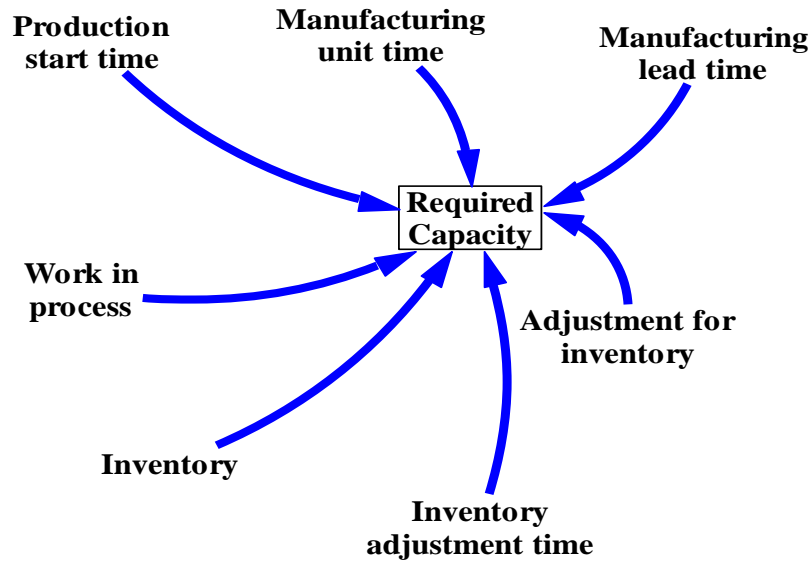 Production
start time
Manufacturing
unit time
Manufacturing
lead time
Required
Capacity
Work in
process
Adjustment for
inventory
Inventory
Inventory
adjustment time